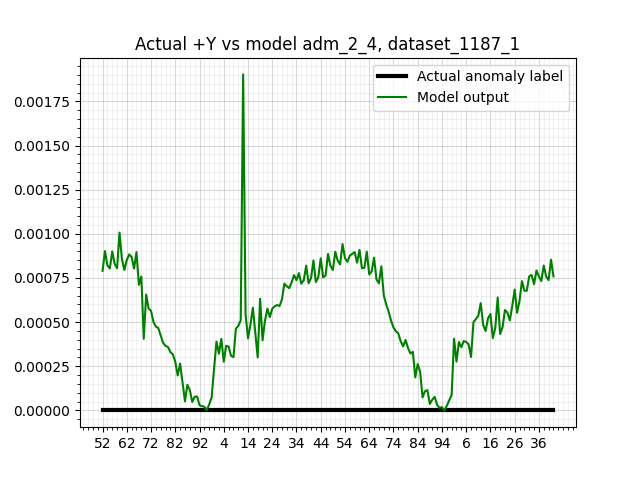 Actual +Y vs model adm_2_4, dataset_1187_1
Actual anomaly label
Model output
0.00175
0.00150
0.00125
0.00100
0.00075
0.00050
0.00025
0.00000
52 62 72 82 92 4 14 24 34 44 54 64 74 84 94 6 16 26 36